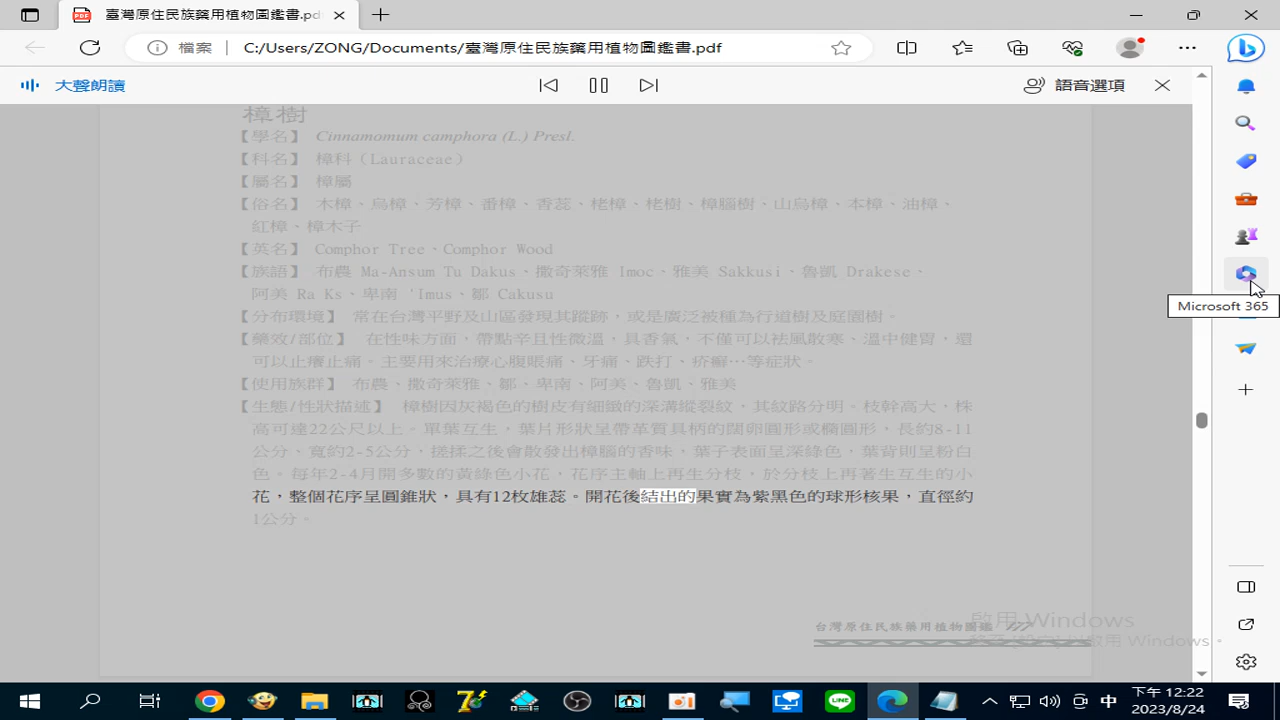 臺灣原住民族藥用植物圖鑑書.pdf
檔案
C:/Users/ZONG/Documents/臺灣原住民族藥用植物圖鑑書.pdf
大聲朗讀
語音選項
樟樹
【學名】 Cinnamomum camphora (L.) Presl.
【科名】 樟科（Lauraceae）
【屬名】 樟屬
【俗名】 木樟、烏樟、芳樟、番樟、香蕊、栳樟、栳樹、樟腦樹、山烏樟、本樟、油樟、
紅樟、樟木子
【英名】 Comphor Tree、Comphor Wood
【族語】 布農 Ma-Ansum Tu Dakus、撒奇萊雅 Imoc、雅美 Sakkusi、魯凱 Drakese、
阿美 Ra Ks、卑南 'Imus、鄒 Cakusu
【分布環境】 常在台灣平野及山區發現其蹤跡，或是廣泛被種為行道樹及庭園樹。
【藥效/部位】 在性味方面，帶點辛且性微溫，具香氣，不僅可以祛風散寒、溫中健胃，還
可以止癢止痛。主要用來治療心腹脹痛、牙痛、跌打、疥癬…等症狀。
【使用族群】 布農、撒奇萊雅、鄒、卑南、阿美、魯凱、雅美
【生態/性狀描述】 樟樹因灰褐色的樹皮有細緻的深溝縱裂紋，其紋路分明。枝幹高大，株
高可達22公尺以上。單葉互生，葉片形狀呈帶革質具柄的闊卵圓形或橢圓形，長約8-11
公分、寬約2-5公分，搓揉之後會散發出樟腦的香味，葉子表面呈深綠色，葉背則呈粉白
色。每年2-4月開多數的黃綠色小花，花序主軸上再生分枝，於分枝上再著生互生的小
花，整個花序呈圓錐狀，具有12枚雄蕊。開花後結出的果實為紫黑色的球形核果，直徑約
1公分。
台灣原住民族藥用植物圖鑑
啟用 Windows
Microsoft 365
中
下午 12:22
2023/8/24